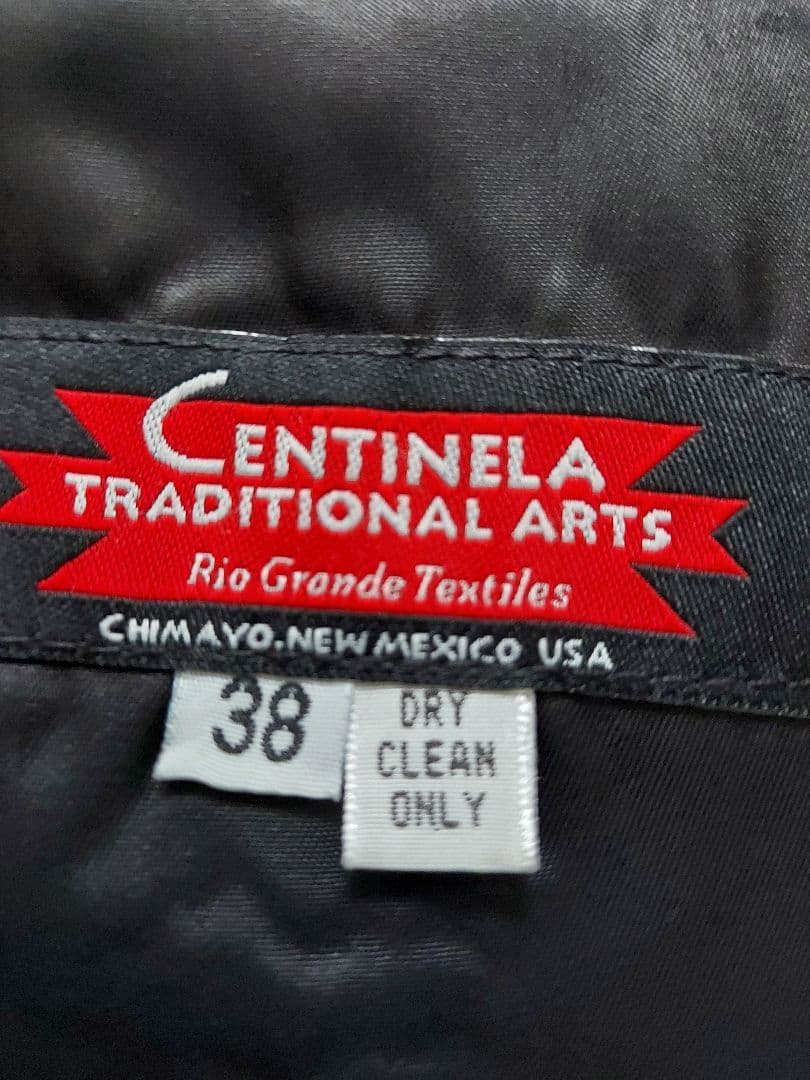 CENTINELA
TRADITIONAL ARTS
Rio Grande Textiles
CHIMAYO, NEW MEXICO USA
38
DRY
CLEAN
ONLY